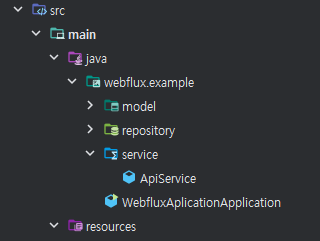 src
main
java
webflux.example
model
repository
service
ApiService
WebfluxAplicationApplication
resources